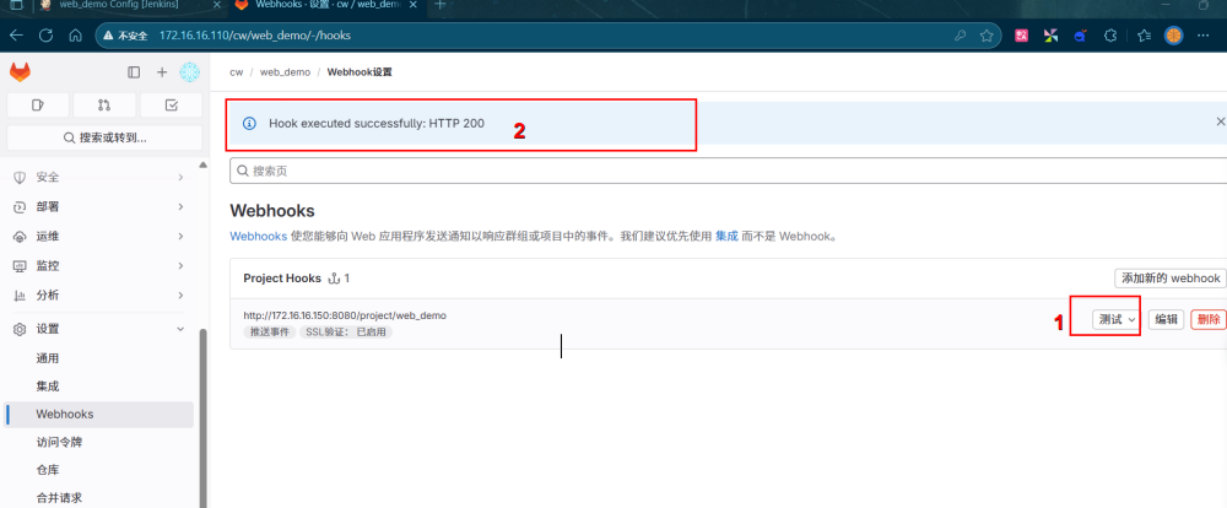 web_demo Config [Jenkins]
Webhooks · 设置 · cw / web_dem
不安全 172.16.16.110/cw/web_demo/-/hooks
cw / web_demo / Webhook设置
Hook executed successfully: HTTP 200
2
搜索或转到...
搜索页
安全
部署
Webhooks
运维
Webhooks 使您能够向 Web 应用程序发送通知以响应群组或项目中的事件。我们建议优先使用 集成 而不是 Webhook。
监控
Project Hooks 1
添加新的 webhook
分析
http://172.16.16.150:8080/project/web_demo
1
测试
编辑
删除
推送事件 SSL验证: 已启用
设置
通用
集成
Webhooks
访问令牌
仓库
合并请求